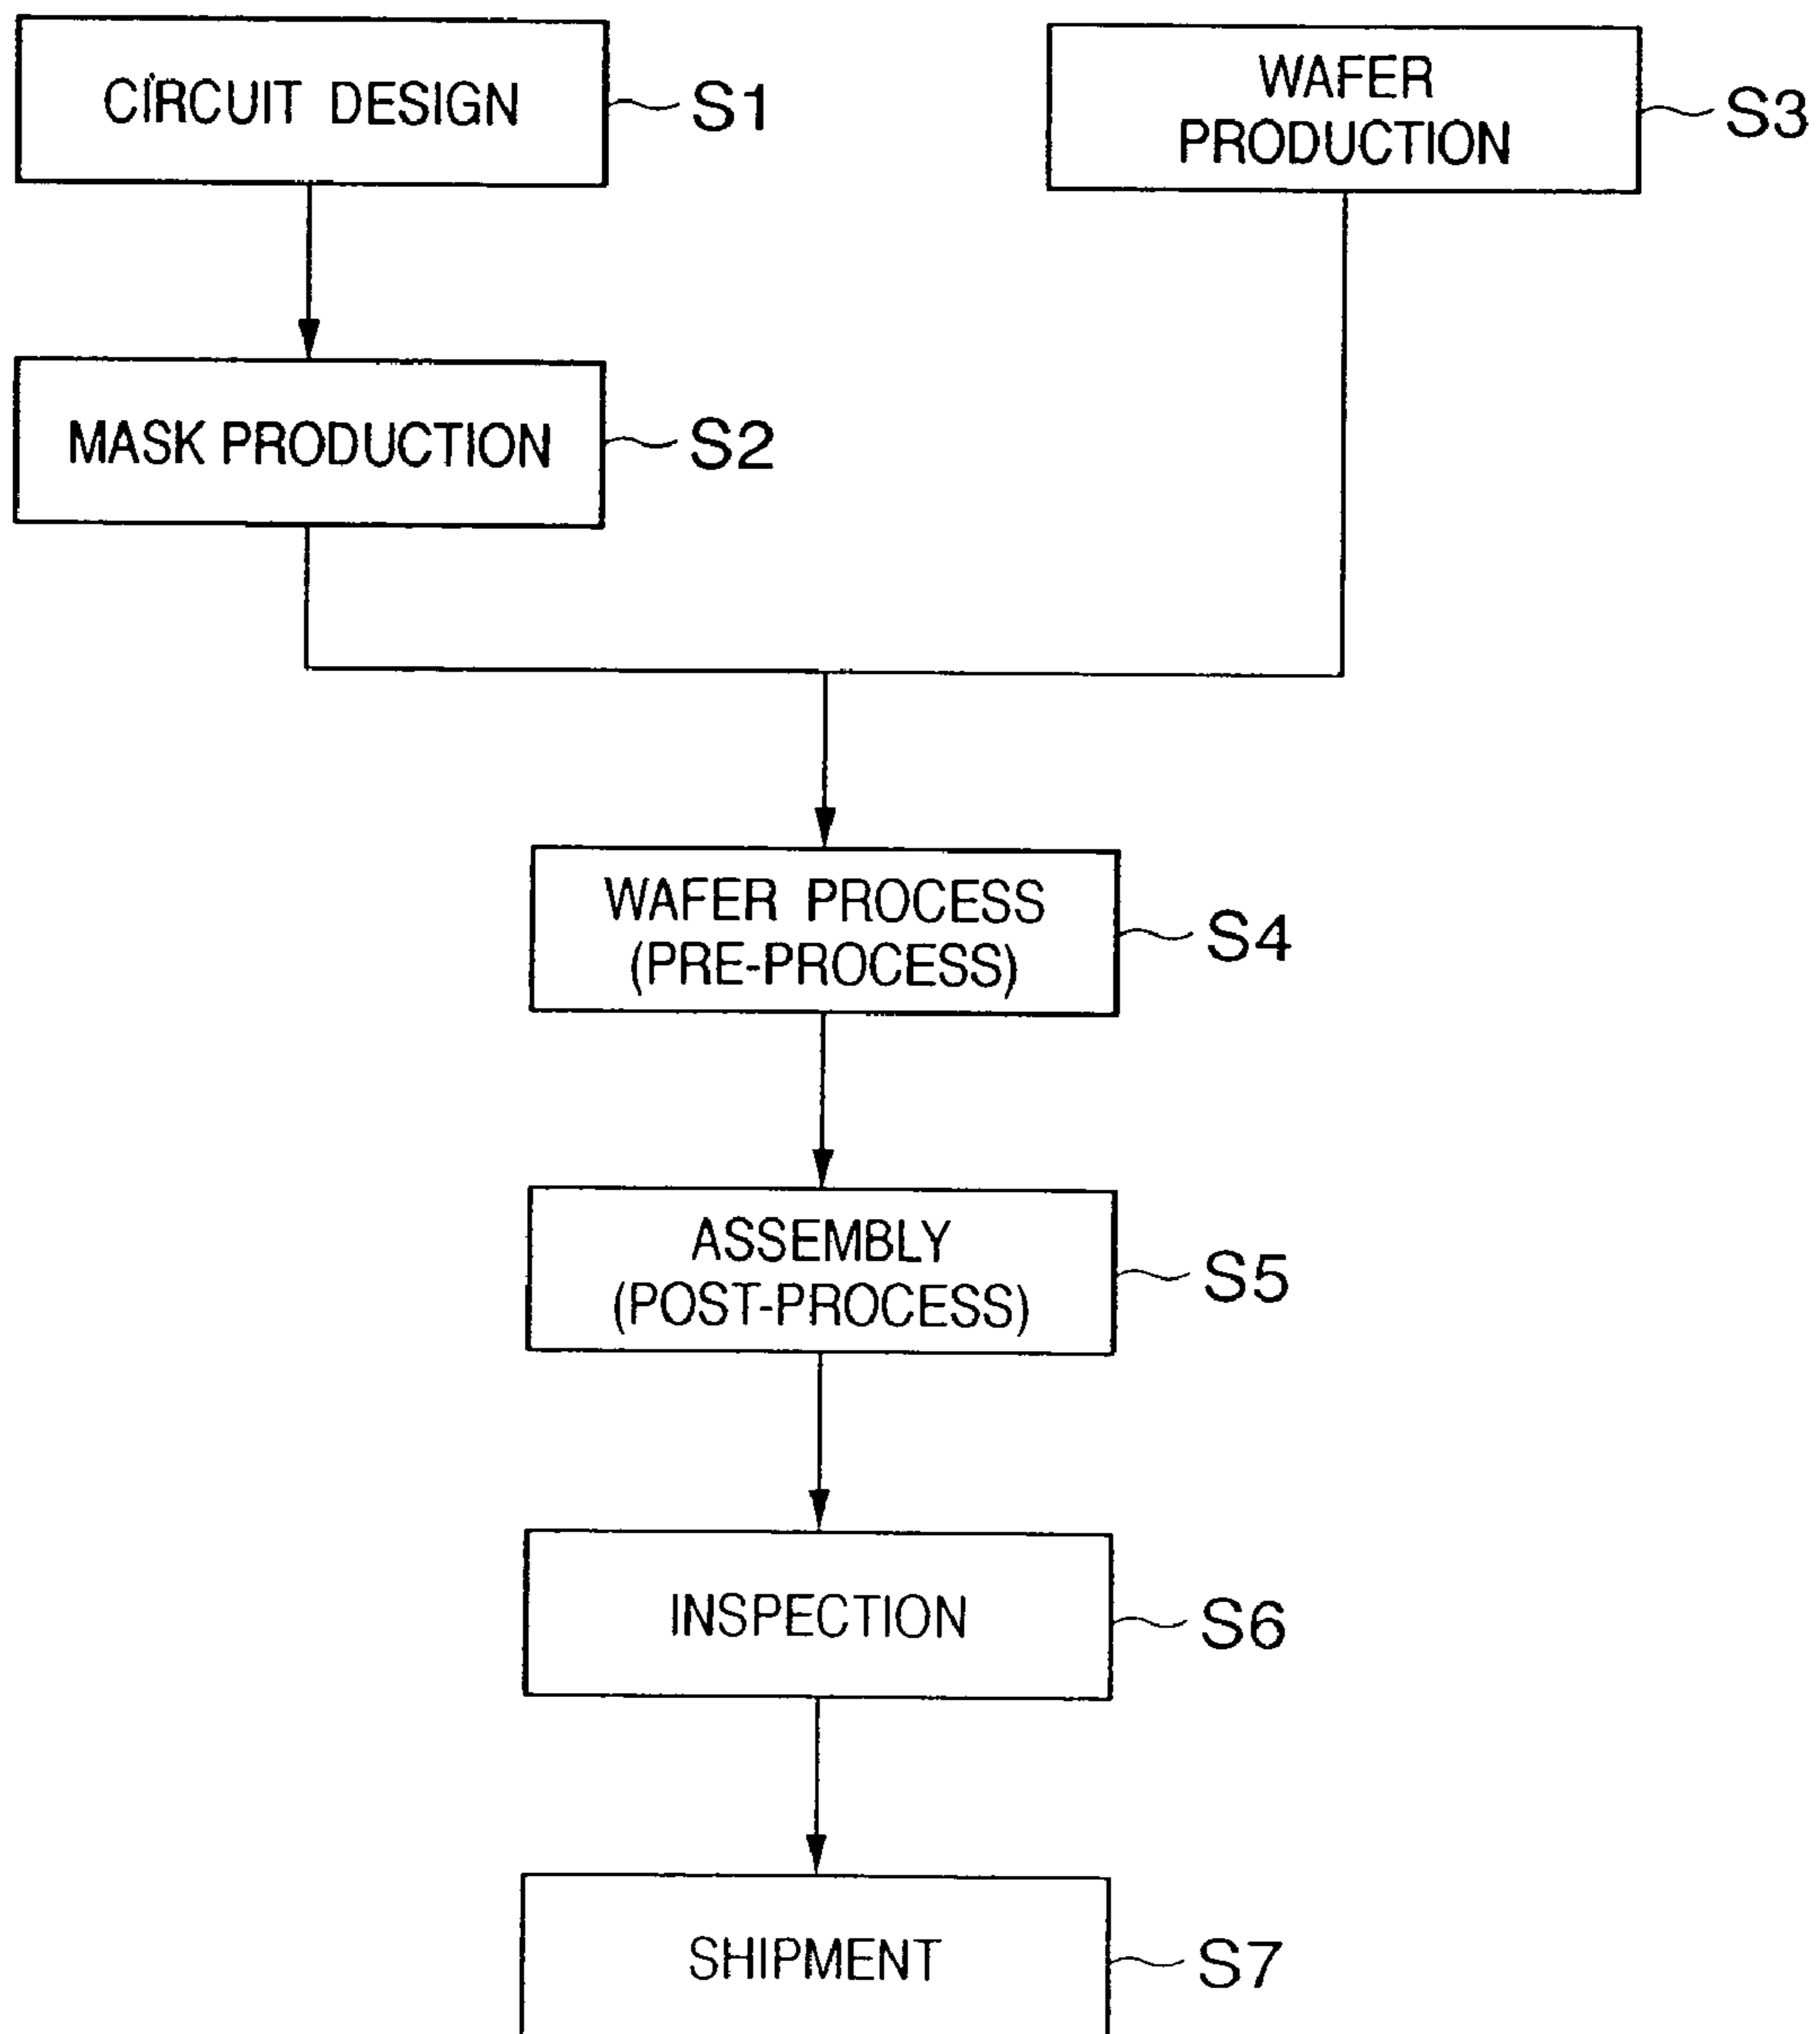 CIRCUIT DESIGN
S1
WAFER
PRODUCTION
S3
MASK PRODUCTION
S2
WAFER PROCESS
(PRE-PROCESS)
S4
ASSEMBLY
(POST-PROCESS)
S5
INSPECTION
S6
SHIPMENT
S7